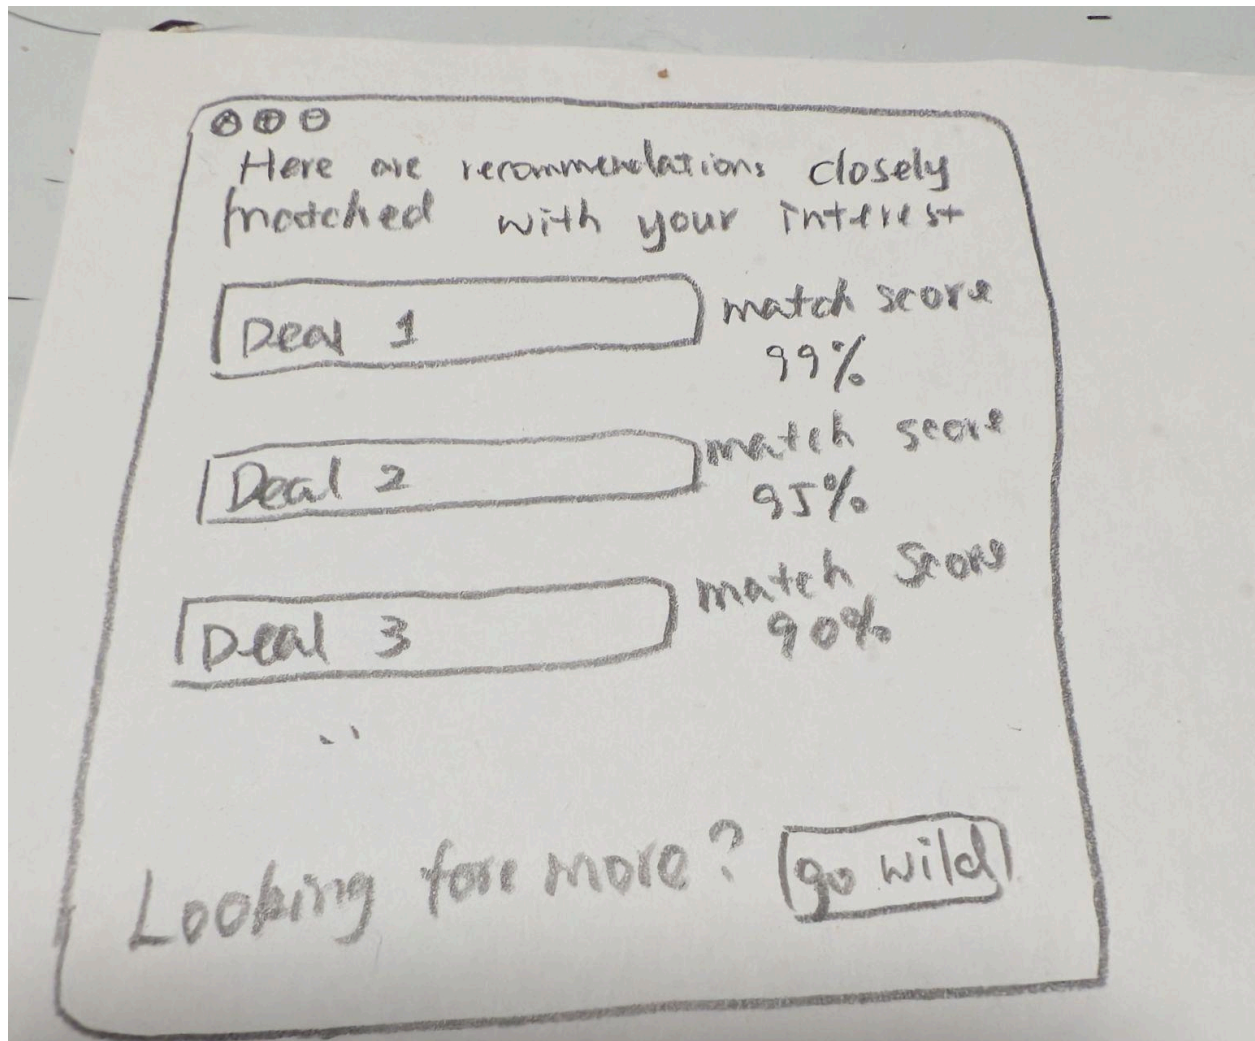 Here are recommendations closely
matched with your interest
Deal 1
match score
99%
Deal 2
match score
95%
Deal 3
match score
90%
Looking fore more?
go wild